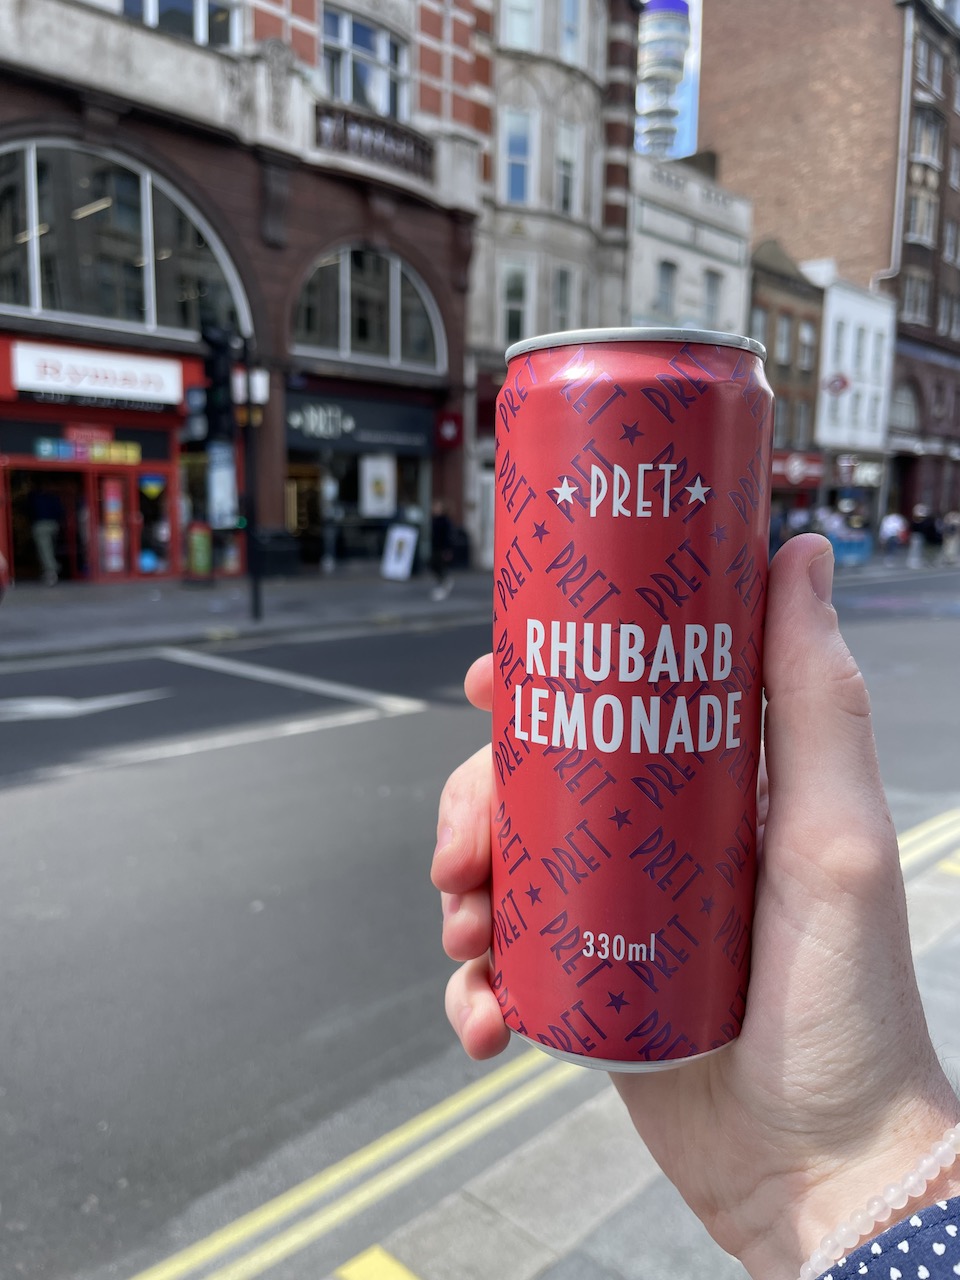 Ryman
★PRET★
★PRET★
RHUBARB
LEMONADE
330ml